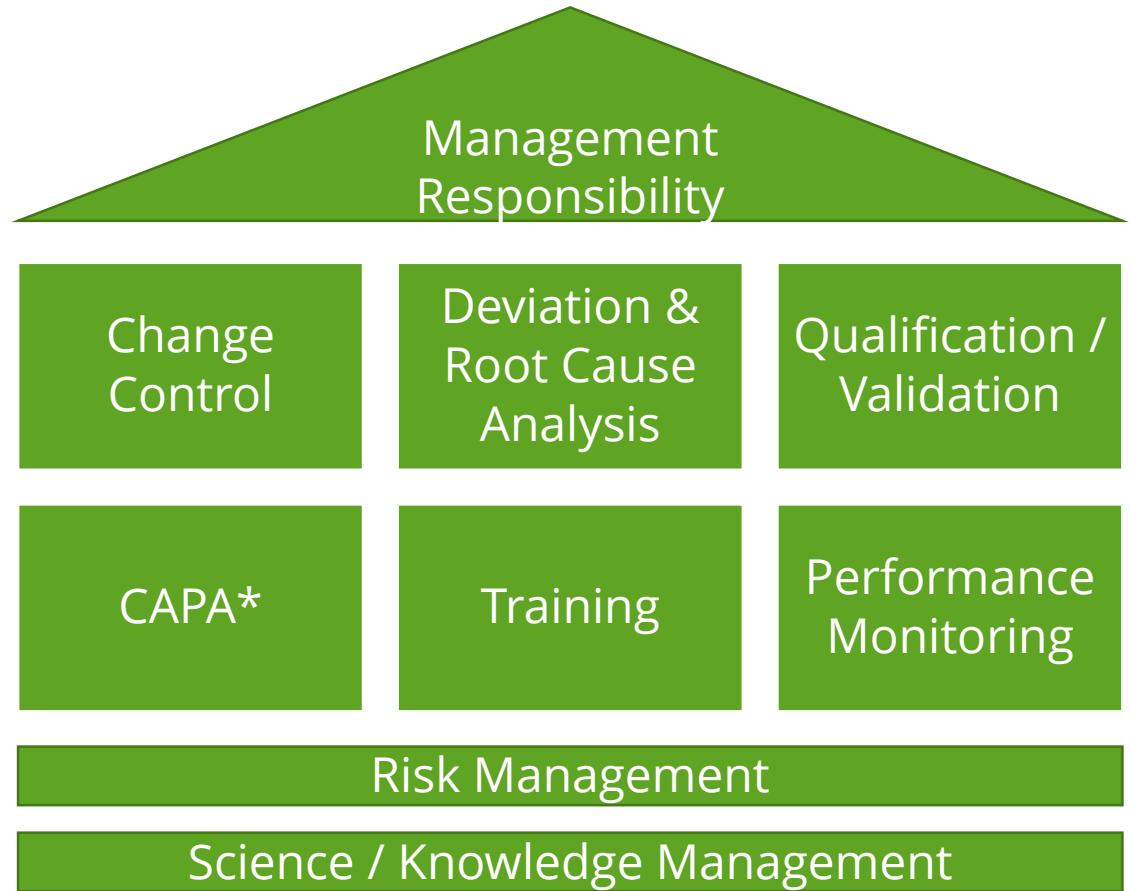 Management
Responsibility
Change
Control
Deviation &
Root Cause
Analysis
Qualification /
Validation
CAPA*
Training
Performance
Monitoring
Risk Management
Science / Knowledge Management